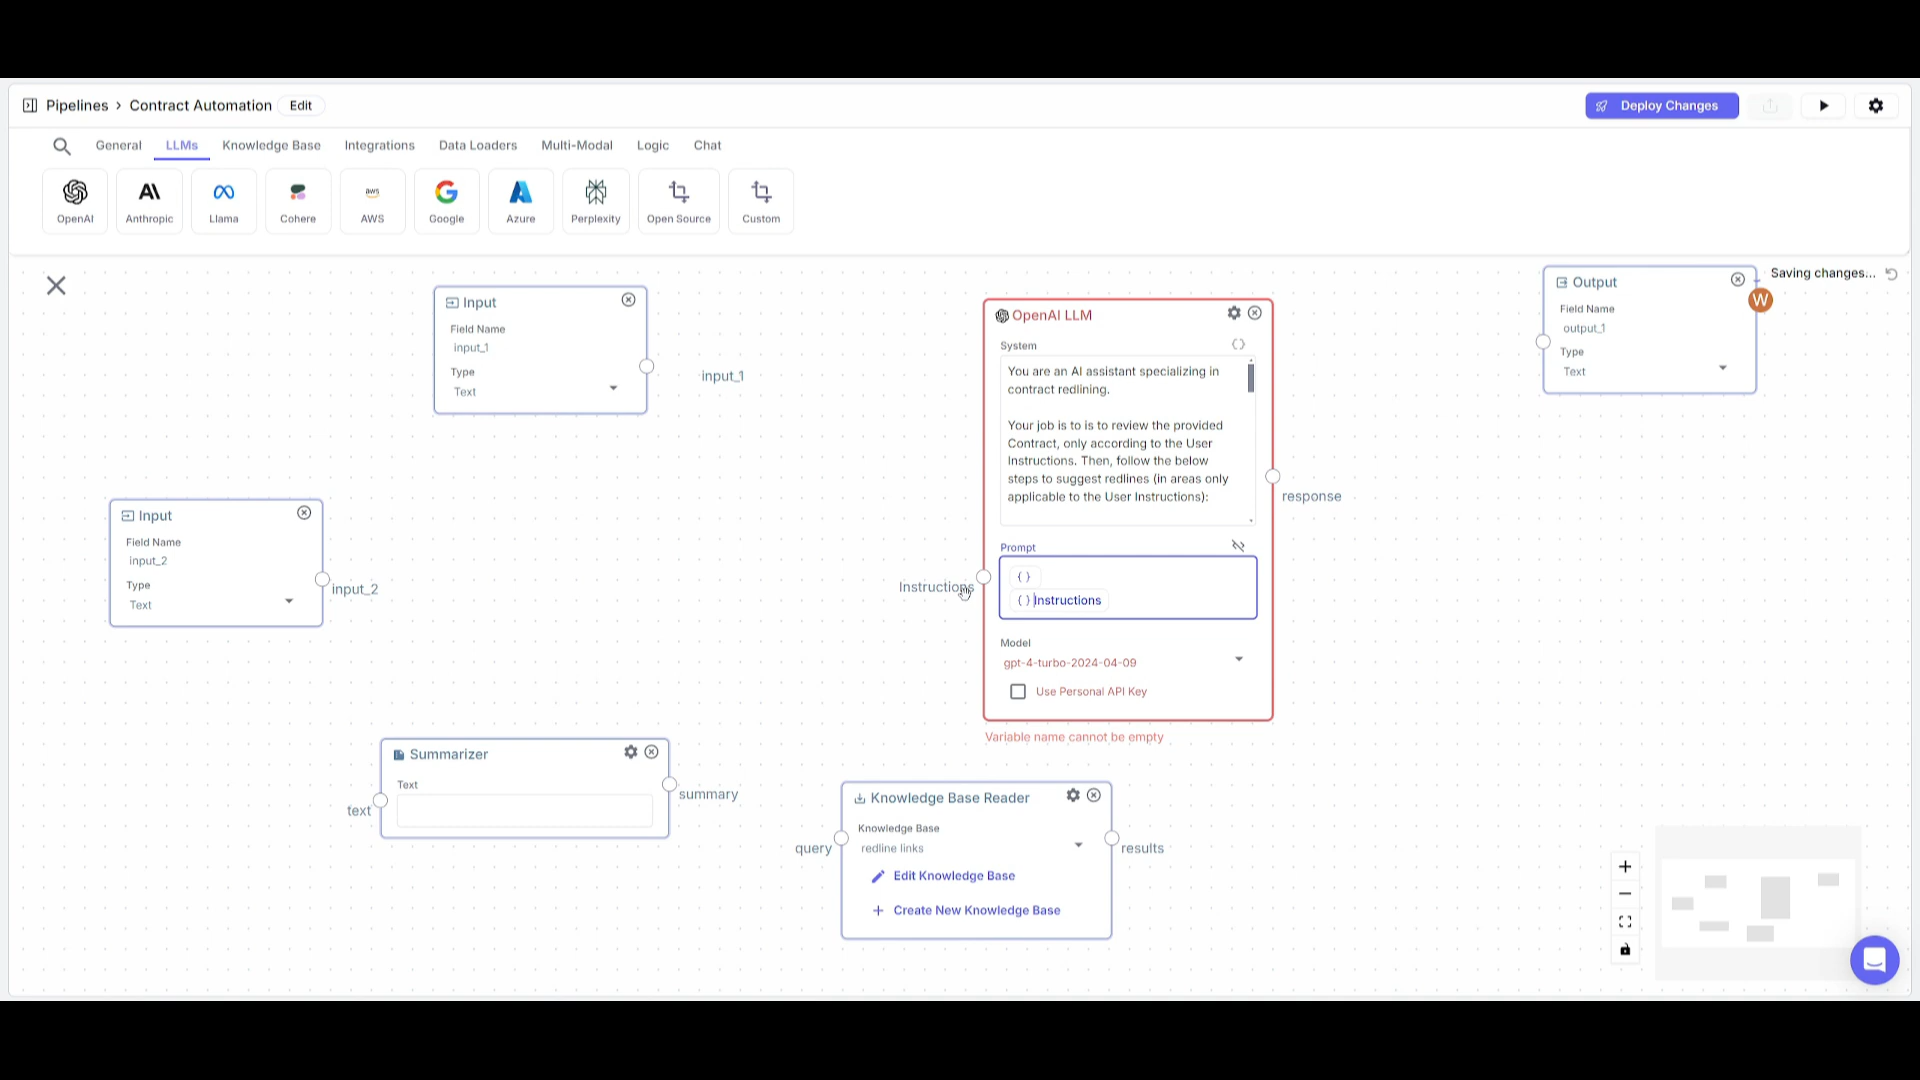 Pipelines > Contract Automation Edit
Deploy Changes
General LLMs Knowledge Base Integrations Data Loaders Multi-Modal Logic Chat
OpenAI Anthropic Llama Cohere aws AWS Google Azure Perplexity Open Source Custom
Saving changes...
W
Input
Field Name
input_1
Type
Text
input_1
Input
Field Name
input_2
Type
Text
input_2
OpenAI LLM
System
You are an AI assistant specializing in
contract redlining.
Your job is to is to review the provided
Contract, only according to the User
Instructions. Then, follow the below
steps to suggest redlines (in areas only
applicable to the User Instructions):
Prompt
{ }
{ } Instructions
Instructions
Model
gpt-4-turbo-2024-04-09
Use Personal API Key
Variable name cannot be empty
response
Output
Field Name
output_1
Type
Text
Summarizer
Text
text
summary
Knowledge Base Reader
Knowledge Base
redline links
Edit Knowledge Base
+ Create New Knowledge Base
query
results